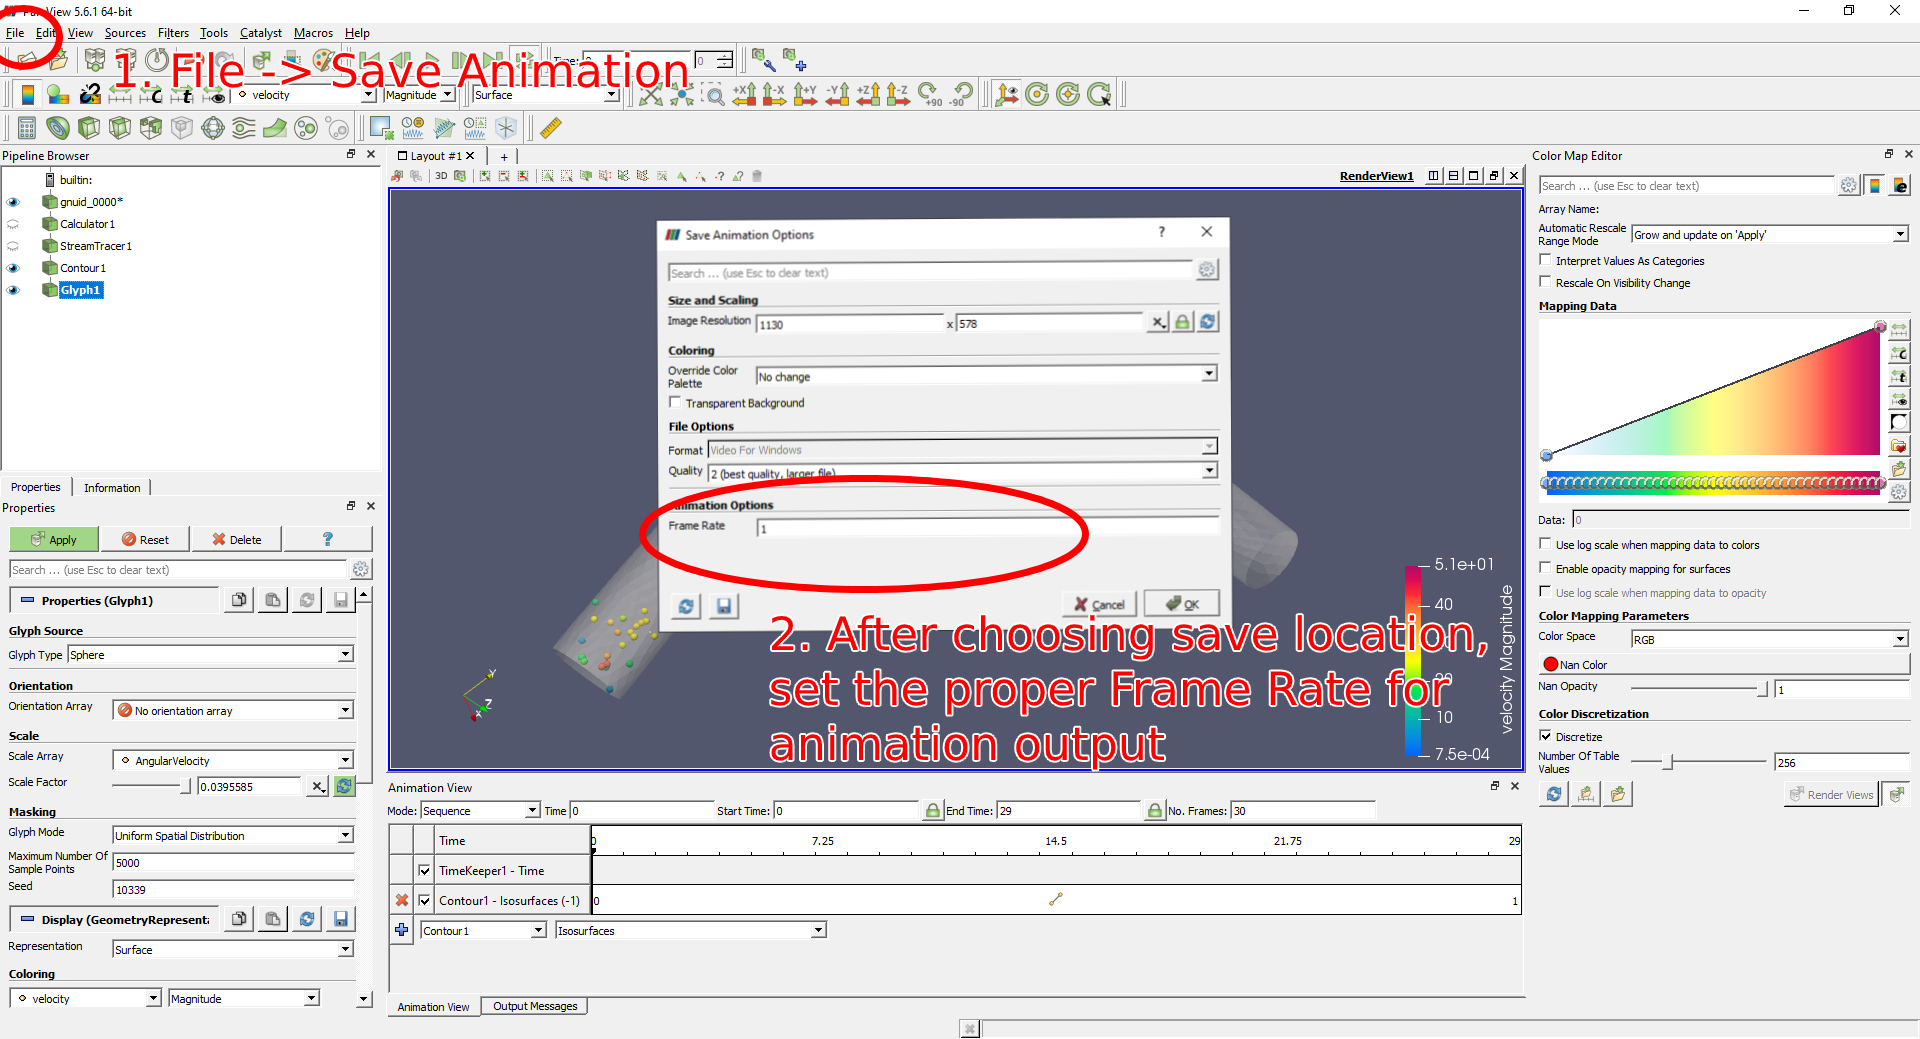 View 5.6.1 64-bit
File Edit View Sources Filters Tools Catalyst Macros Help
1. File -> Save Animation
0
velocity Magnitude Surface
+X -X +Y -Y +Z -Z +90 -90
Pipeline Browser
builtin:
gnuid_0000*
Calculator1
StreamTracer1
Contour1
Glyph1
Properties Information
Properties
Apply Reset Delete ?
Search ... (use Esc to clear text)
Properties (Glyph1)
Glyph Source
Glyph Type Sphere
Orientation
Orientation Array No orientation array
Scale
Scale Array AngularVelocity
Scale Factor 0.0395585
Masking
Glyph Mode Uniform Spatial Distribution
Maximum Number Of
Sample Points 5000
Seed 10339
Display (GeometryRepresenta
Representation Surface
Coloring
velocity Magnitude
Layout #1 +
3D
RenderView1
Save Animation Options ?
Search ... (use Esc to clear text)
Size and Scaling
Image Resolution 1130 x 578
Coloring
Override Color
Palette No change
Transparent Background
File Options
Format Video For Windows
Quality 2 (best quality, larger file)
Animation Options
Frame Rate 1
Cancel OK
2. After choosing save location,
set the proper Frame Rate for
animation output
Y
Z
X
5.1e+01
40
20
10
7.5e-04
velocity Magnitude
Animation View
Mode: Sequence Time 0 Start Time: 0 End Time: 29 No. Frames: 30
Time 0 7.25 14.5 21.75 29
TimeKeeper1 - Time
Contour1 - Isosurfaces (-1) 0 1
Contour1 Isosurfaces
Animation View Output Messages
Color Map Editor
Search ... (use Esc to clear text)
Array Name:
Automatic Rescale
Range Mode Grow and update on 'Apply'
Interpret Values As Categories
Rescale On Visibility Change
Mapping Data
Data: 0
Use log scale when mapping data to colors
Enable opacity mapping for surfaces
Use log scale when mapping data to opacity
Color Mapping Parameters
Color Space RGB
Nan Color
Nan Opacity 1
Color Discretization
Discretize
Number Of Table
Values 256
Render Views